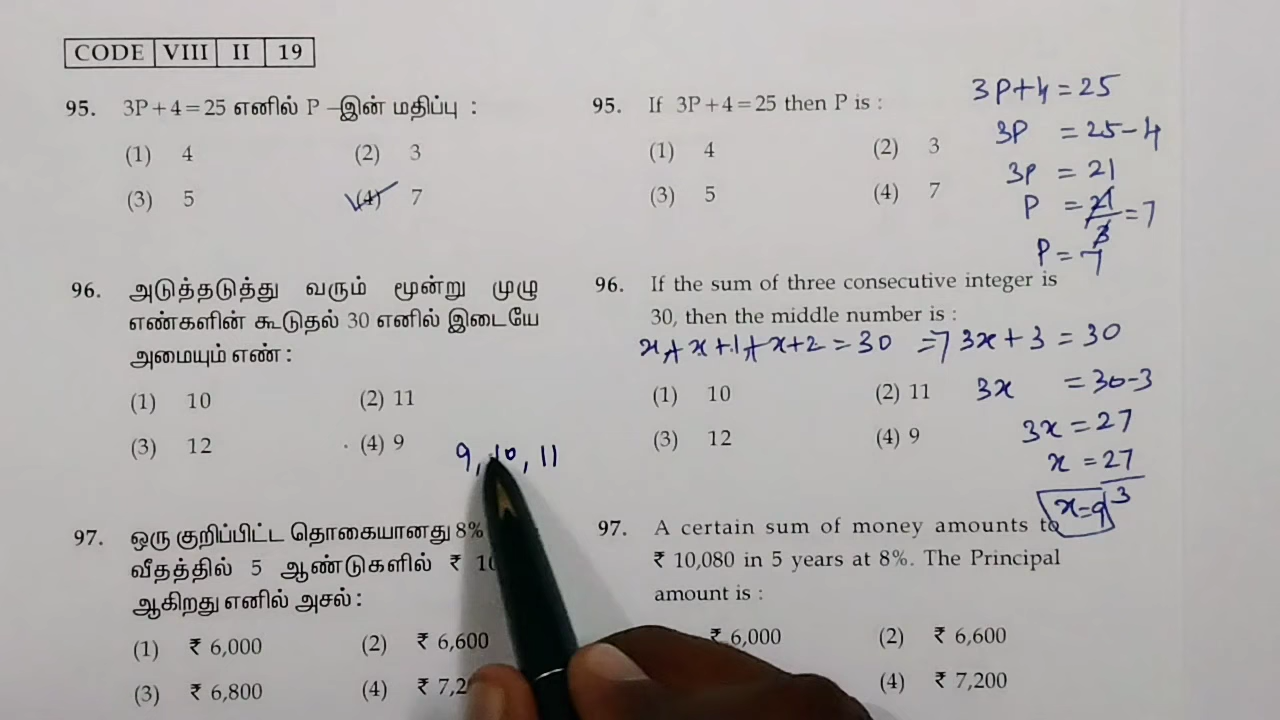 CODE VIII II 19
95. 3P+4=25 எனில் P –இன் மதிப்பு :
(1) 4 (2) 3
(3) 5 (4) 7
96. அடுத்தடுத்து வரும் மூன்று முழு
எண்களின் கூடுதல் 30 எனில் இடையே
அமையும் எண் :
(1) 10 (2) 11
(3) 12 (4) 9
9, 10, 11
97. ஒரு குறிப்பிட்ட தொகையானது 8%
வீதத்தில் 5 ஆண்டுகளில் ₹
ஆகிறது எனில் அசல் :
(1) ₹ 6,000 (2) ₹ 6,600
(3) ₹ 6,800 (4)
95. If 3P+4=25 then P is :
(1) 4 (2) 3
(3) 5 (4) 7
3P+4=25
3P = 25-4
3P = 21
P = 21/3 = 7
P = 7
96. If the sum of three consecutive integer is
30, then the middle number is :
x+x+1+x+2=30 => 3x+3=30
(1) 10 (2) 11
(3) 12 (4) 9
3x = 30-3
3x = 27
x = 27/3
x=9
97. A certain sum of money amounts to
₹ 10,080 in 5 years at 8%. The Principal
amount is :
₹ 6,000 (2) ₹ 6,600
(4) ₹ 7,200